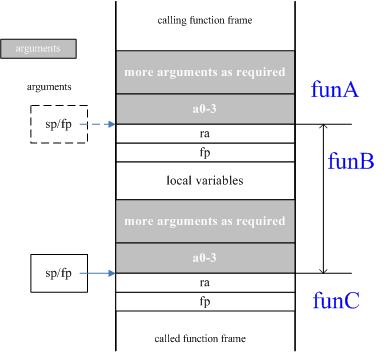 calling function frame
arguments
more arguments as required
funA
arguments
a0-3
sp/fp
ra
fp
funB
local variables
more arguments as required
a0-3
sp/fp
ra
fp
funC
called function frame